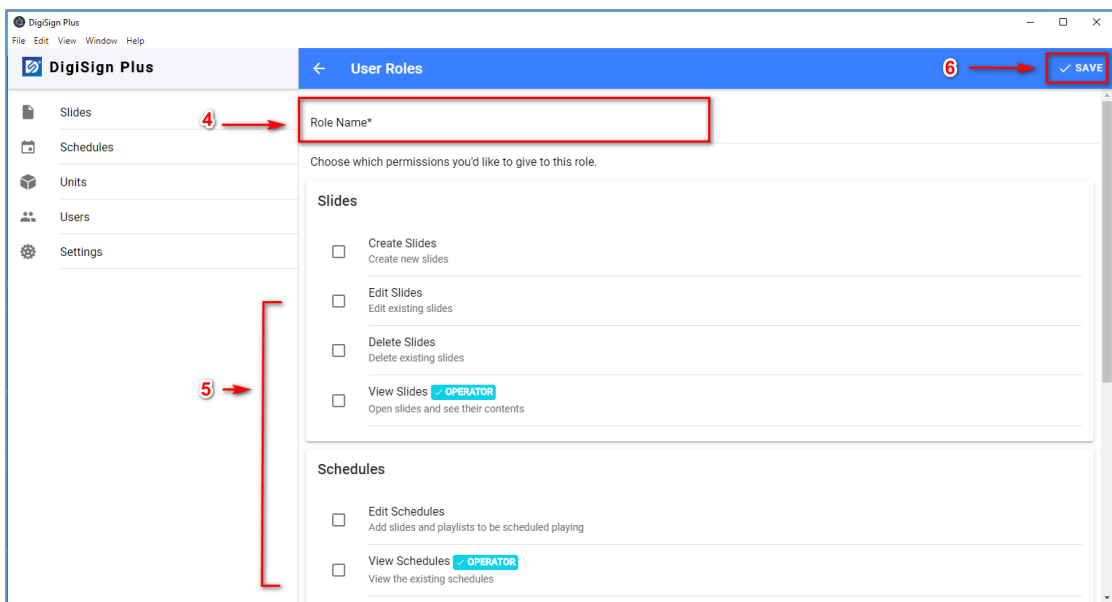 DigiSign Plus
File Edit View Window Help
DigiSign Plus
User Roles
6
SAVE
Slides
Schedules
Units
Users
Settings
4
Role Name*
Choose which permissions you'd like to give to this role.
Slides
Create Slides
Create new slides
Edit Slides
Edit existing slides
Delete Slides
Delete existing slides
View Slides OPERATOR
Open slides and see their contents
5
Schedules
Edit Schedules
Add slides and playlists to be scheduled playing
View Schedules OPERATOR
View the existing schedules